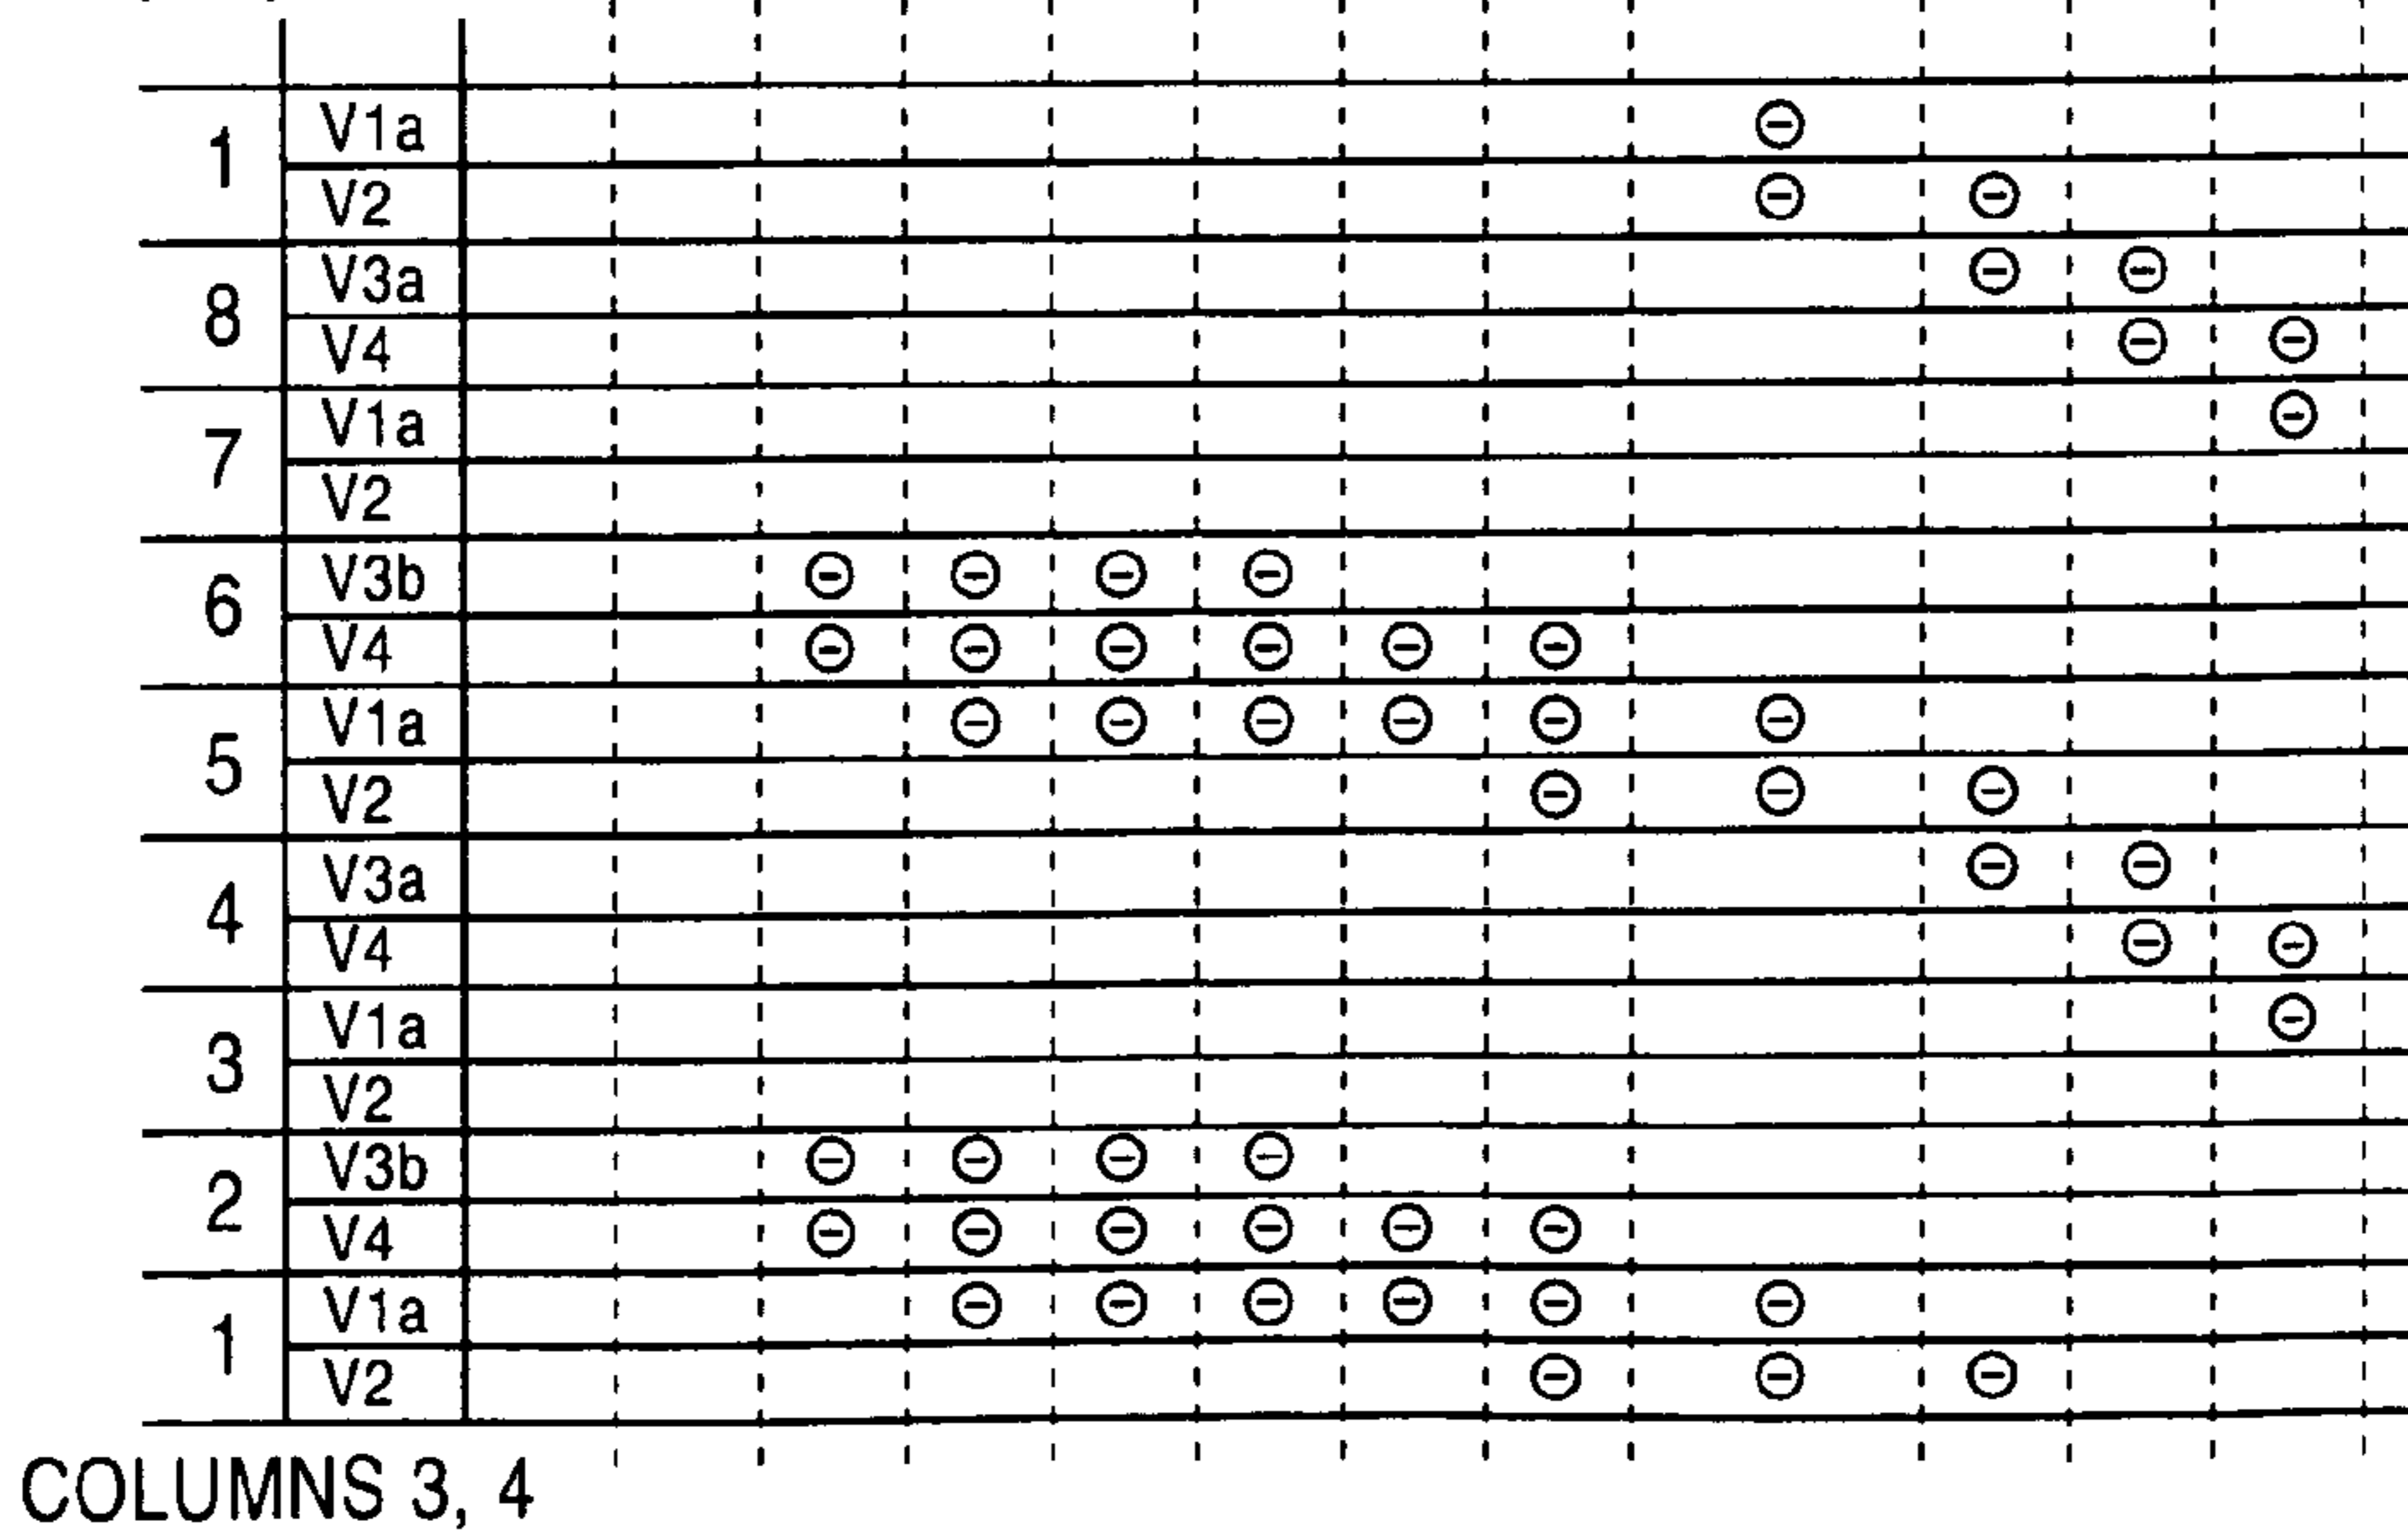 1 V1a ⊖
V2 ⊖ ⊖
8 V3a ⊖ ⊖
V4 ⊖ ⊖
7 V1a ⊖
V2
6 V3b ⊖ ⊖ ⊖ ⊖
V4 ⊖ ⊖ ⊖ ⊖ ⊖ ⊖
5 V1a ⊖ ⊖ ⊖ ⊖ ⊖ ⊖
V2 ⊖ ⊖ ⊖
4 V3a ⊖ ⊖
V4 ⊖ ⊖
3 V1a ⊖
V2
2 V3b ⊖ ⊖ ⊖ ⊖
V4 ⊖ ⊖ ⊖ ⊖ ⊖ ⊖
1 V1a ⊖ ⊖ ⊖ ⊖ ⊖ ⊖
V2 ⊖ ⊖ ⊖
COLUMNS 3, 4